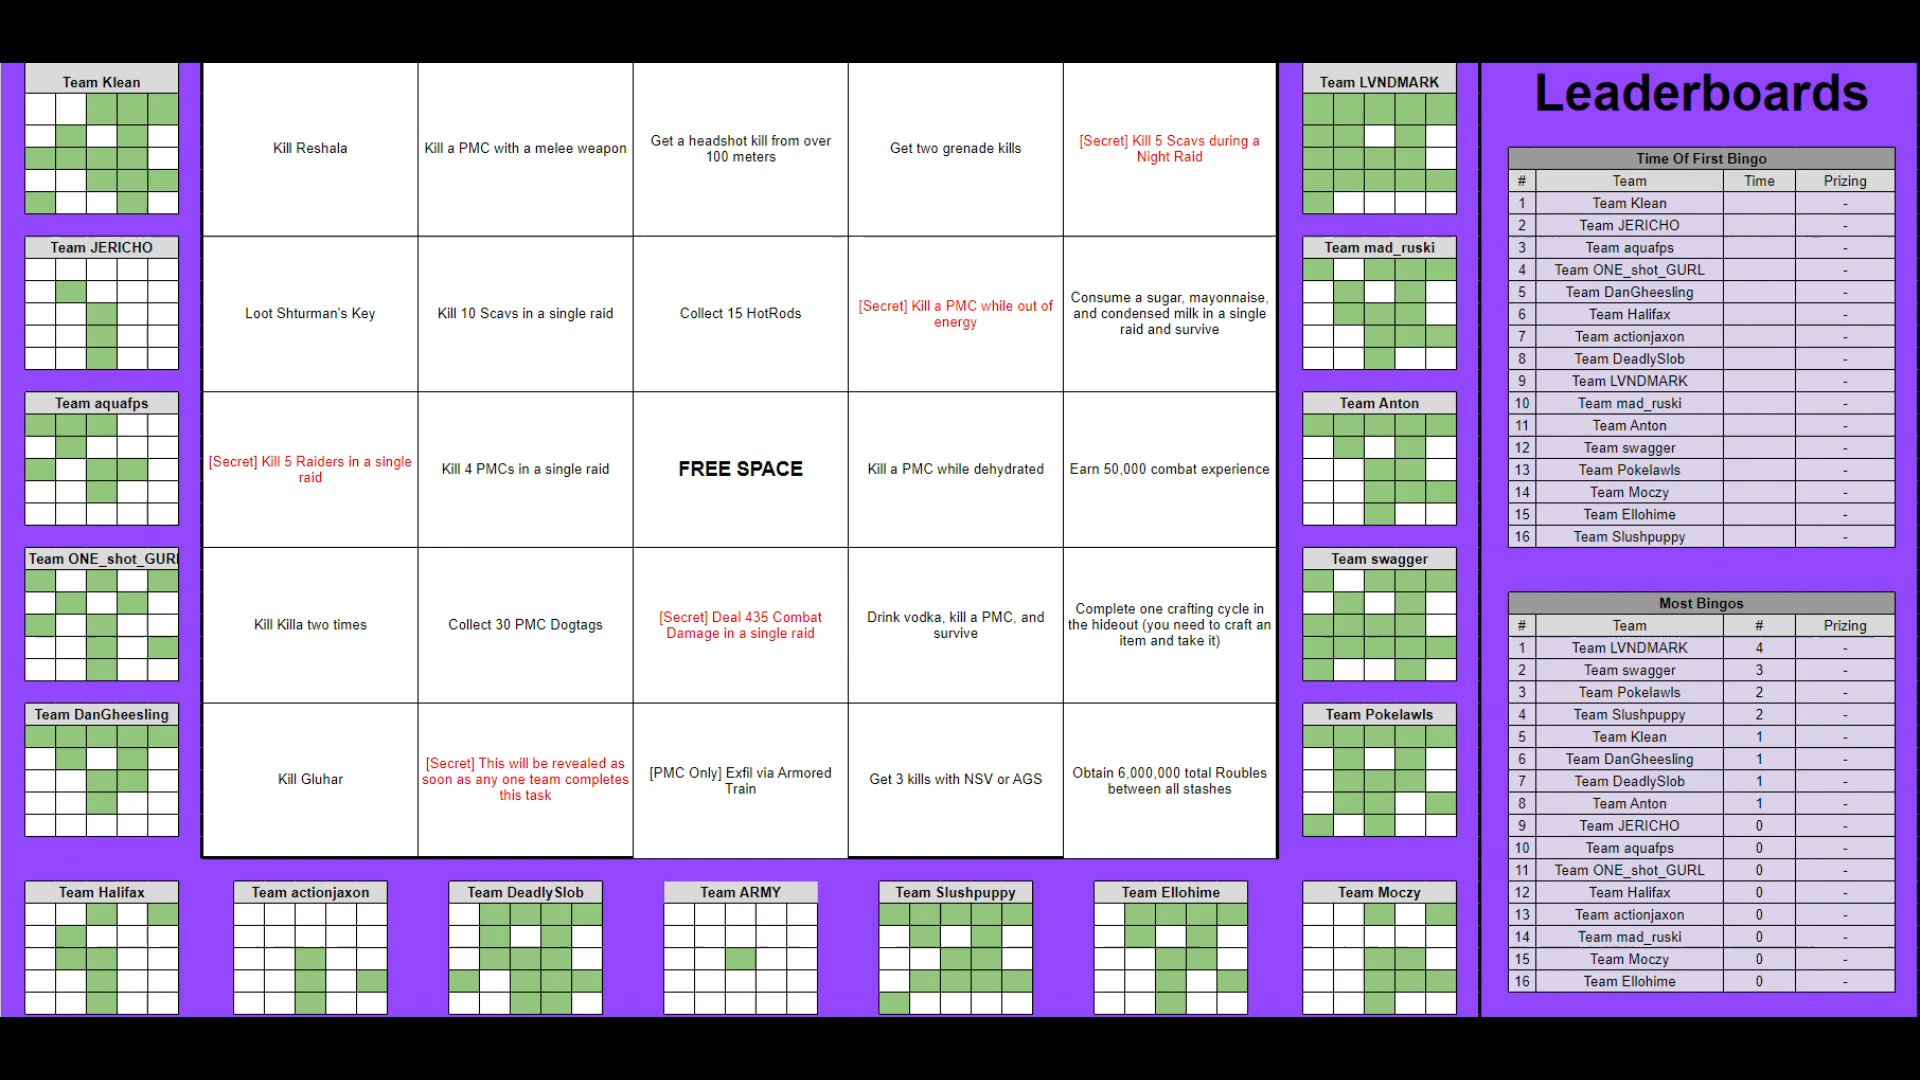 Team Klean
Team JERICHO
Team aquafps
Team ONE_shot_GURL
Team DanGheesling
Kill Reshala
Kill a PMC with a melee weapon
Get a headshot kill from over
100 meters
Get two grenade kills
[Secret] Kill 5 Scavs during a
Night Raid
Loot Shturman's Key
Kill 10 Scavs in a single raid
Collect 15 HotRods
[Secret] Kill a PMC while out of
energy
Consume a sugar, mayonnaise,
and condensed milk in a single
raid and survive
[Secret] Kill 5 Raiders in a single
raid
Kill 4 PMCs in a single raid
FREE SPACE
Kill a PMC while dehydrated
Earn 50,000 combat experience
Kill Killa two times
Collect 30 PMC Dogtags
[Secret] Deal 435 Combat
Damage in a single raid
Drink vodka, kill a PMC, and
survive
Complete one crafting cycle in
the hideout (you need to craft an
item and take it)
Kill Gluhar
[Secret] This will be revealed as
soon as any one team completes
this task
[PMC Only] Exfil via Armored
Train
Get 3 kills with NSV or AGS
Obtain 6,000,000 total Roubles
between all stashes
Team LVNDMARK
Team mad_ruski
Team Anton
Team swagger
Team Pokelawls
Team Halifax
Team actionjaxon
Team DeadlySlob
Team ARMY
Team Slushpuppy
Team Ellohime
Team Moczy
Leaderboards
Time Of First Bingo
# Team Time Prizing
1 Team Klean -
2 Team JERICHO -
3 Team aquafps -
4 Team ONE_shot_GURL -
5 Team DanGheesling -
6 Team Halifax -
7 Team actionjaxon -
8 Team DeadlySlob -
9 Team LVNDMARK -
10 Team mad_ruski -
11 Team Anton -
12 Team swagger -
13 Team Pokelawls -
14 Team Moczy -
15 Team Ellohime -
16 Team Slushpuppy -
Most Bingos
# Team # Prizing
1 Team LVNDMARK 4 -
2 Team swagger 3 -
3 Team Pokelawls 2 -
4 Team Slushpuppy 2 -
5 Team Klean 1 -
6 Team DanGheesling 1 -
7 Team DeadlySlob 1 -
8 Team Anton 1 -
9 Team JERICHO 0 -
10 Team aquafps 0 -
11 Team ONE_shot_GURL 0 -
12 Team Halifax 0 -
13 Team actionjaxon 0 -
14 Team mad_ruski 0 -
15 Team Moczy 0 -
16 Team Ellohime 0 -